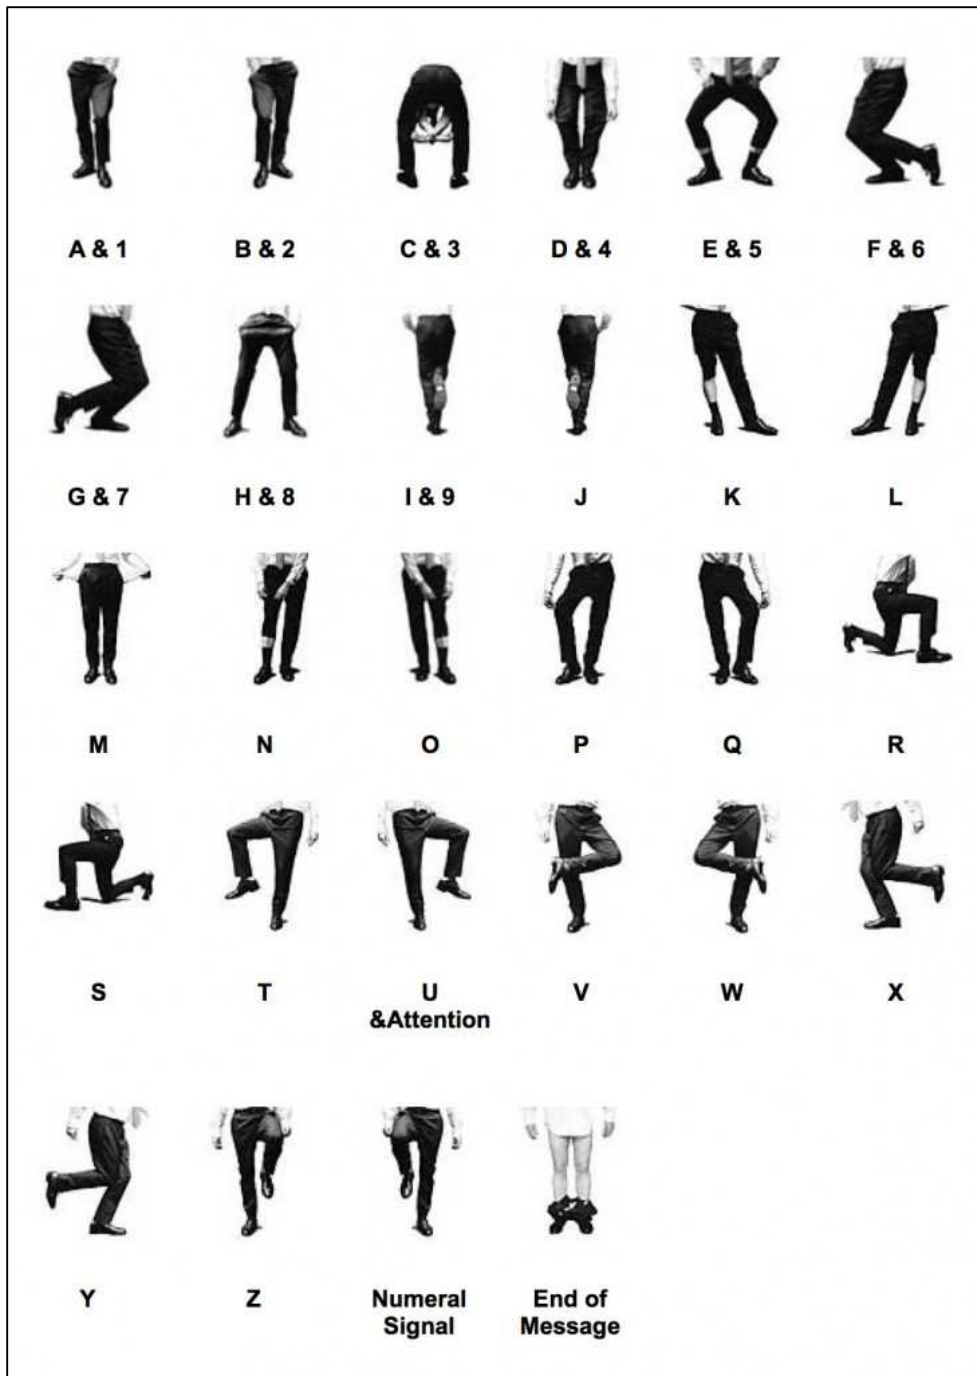 A & 1 B & 2 C & 3 D & 4 E & 5 F & 6
G & 7 H & 8 I & 9 J K L
M N O P Q R
S T U V W X
&Attention
Y Z Numeral End of
Signal Message